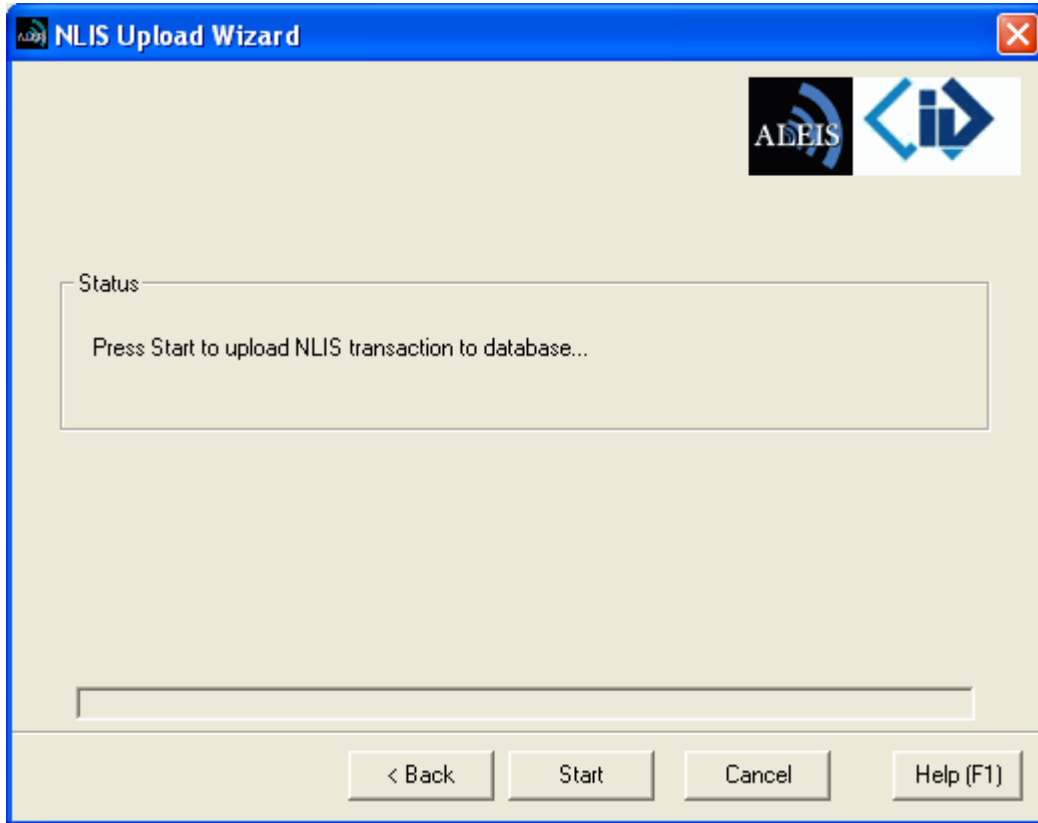 NLIS Upload Wizard
ALEIS
iD
Status
Press Start to upload NLIS transaction to database...
< Back Start Cancel Help (F1)